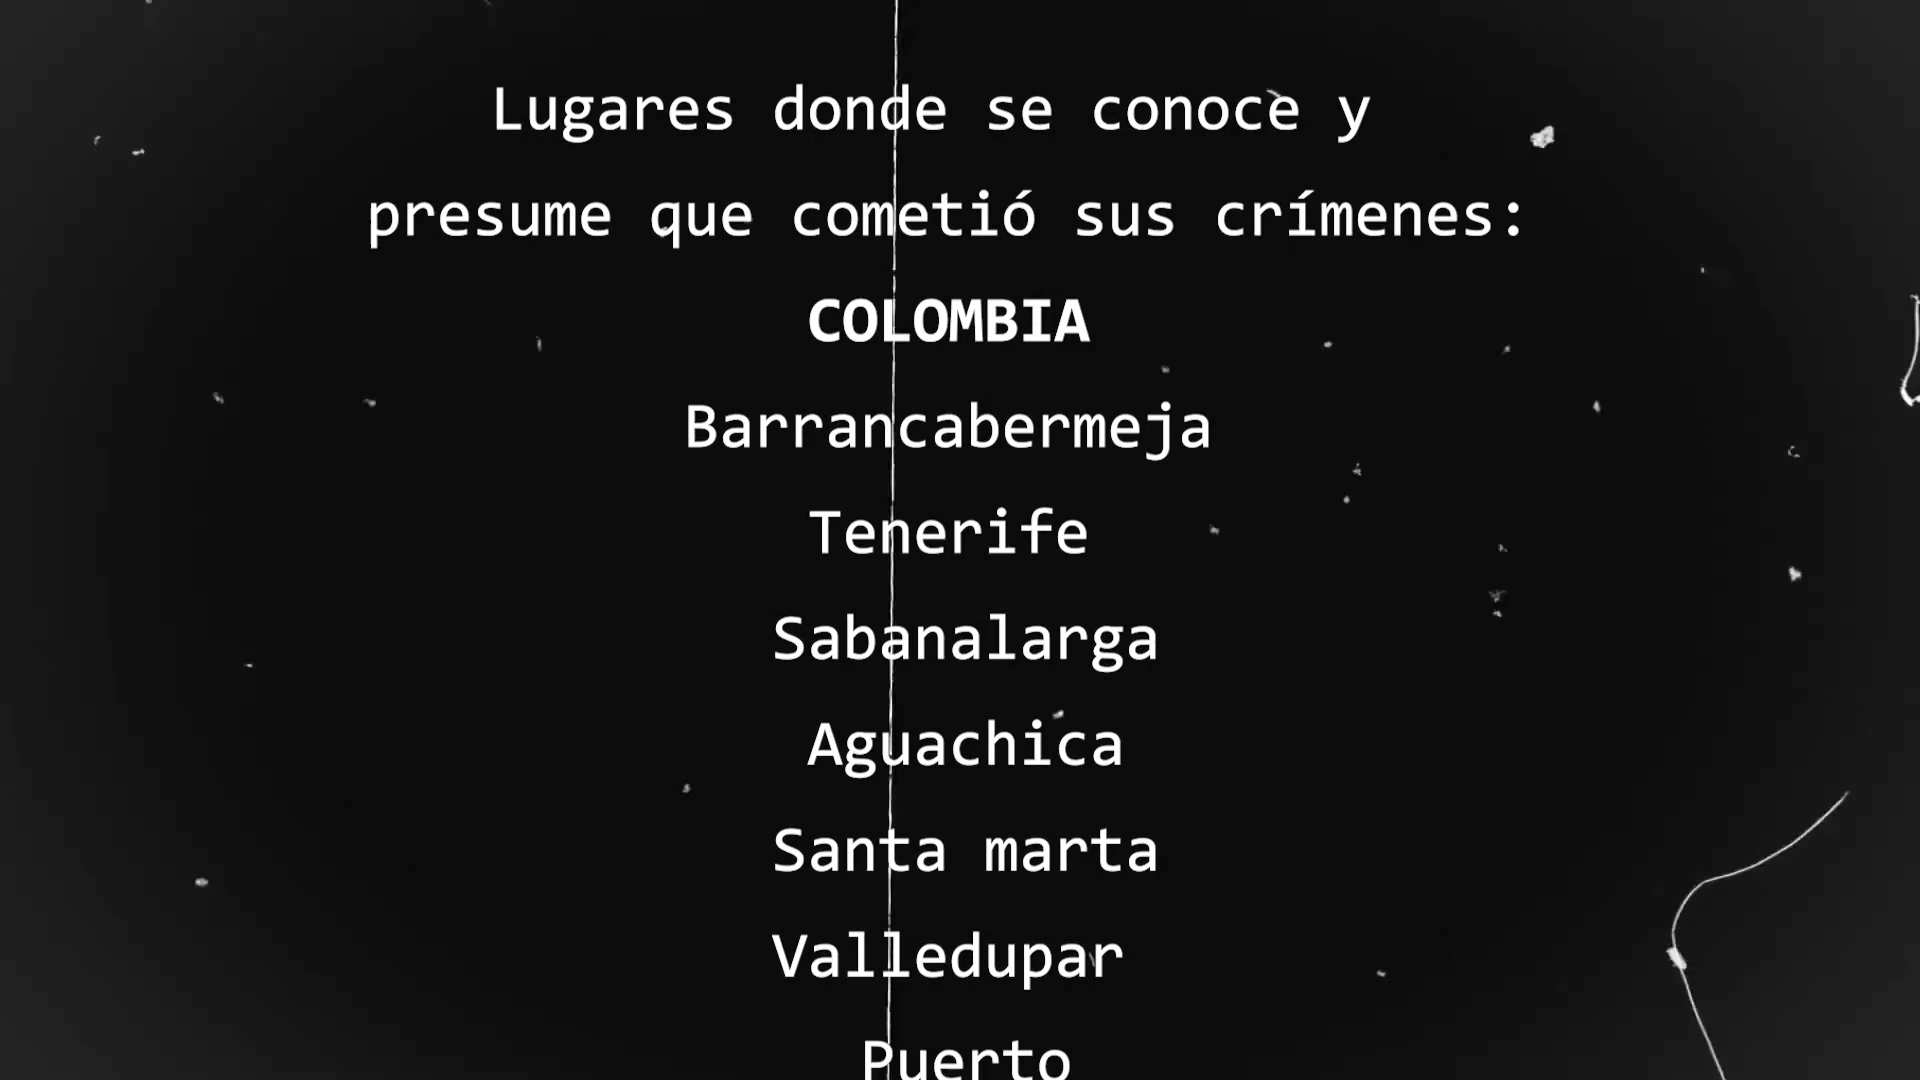 Lugares donde se conoce y
presume que cometió sus crímenes:
COLOMBIA
Barrancabermeja
Tenerife
Sabanalarga
Aguachica
Santa marta
Valledupar
Puerto